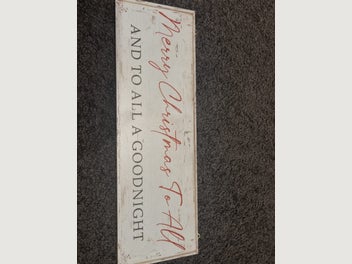 Merry Christmas To All
AND TO ALL A GOODNIGHT